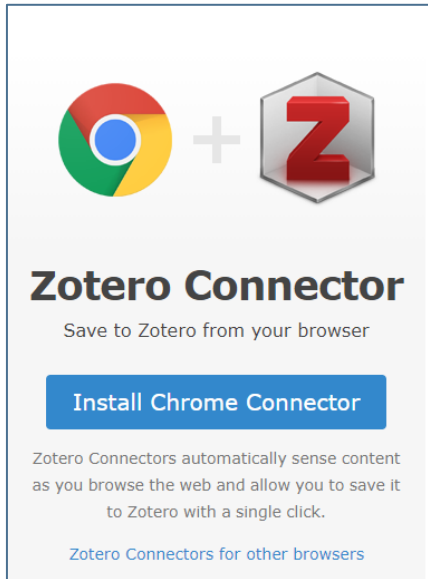 Z
Zotero Connector
Save to Zotero from your browser
Install Chrome Connector
Zotero Connectors automatically sense content
as you browse the web and allow you to save it
to Zotero with a single click.
Zotero Connectors for other browsers